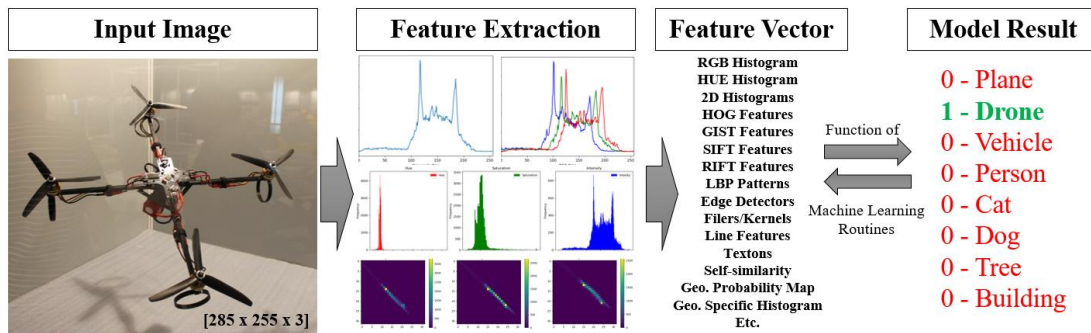 Input Image
Feature Extraction
Feature Vector
Model Result
[285 x 255 x 3]
Hue
Saturation
Intensity
RGB Histogram
HUE Histogram
2D Histograms
HOG Features
GIST Features
SIFT Features
RIFT Features
LBP Patterns
Edge Detectors
Filers/Kernels
Line Features
Textons
Self-similarity
Geo. Probability Map
Geo. Specific Histogram
Etc.
Function of
Machine Learning
Routines
0 - Plane
1 - Drone
0 - Vehicle
0 - Person
0 - Cat
0 - Dog
0 - Tree
0 - Building